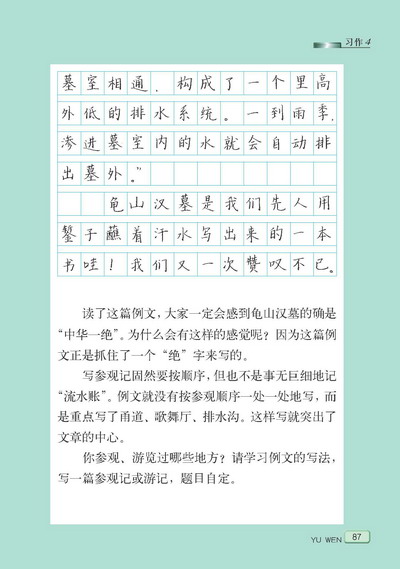 习作4
墓室相通，构成了一个里高
外低的排水系统。一到雨季，
渗进墓室内的水就会自动排
出墓外。”
龟山汉墓是我们先人用
錾子蘸着汗水写出来的一本
书哇！我们又一次赞叹不已。
读了这篇例文，大家一定会感到龟山汉墓的确是
“中华一绝”。为什么会有这样的感觉呢？因为这篇例
文正是抓住了一个“绝”字来写的。
写参观记固然要按顺序，但也不是事无巨细地记
“流水账”。例文就没有按参观顺序一处一处地写，而
是重点写了甬道、歌舞厅、排水沟。这样写就突出了
文章的中心。
你参观、游览过哪些地方？请学习例文的写法，
写一篇参观记或游记，题目自定。
YU WEN 87